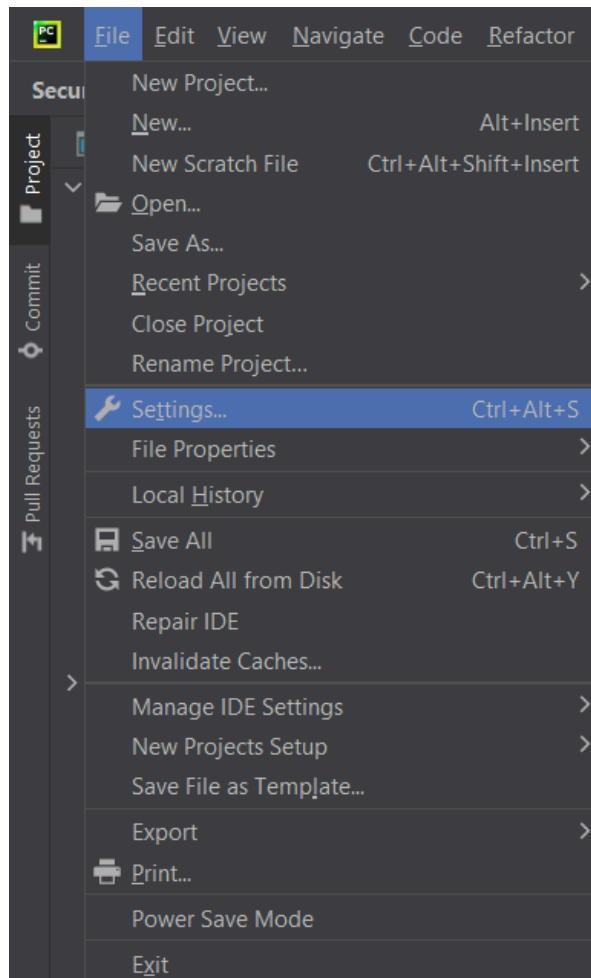 PC
File Edit View Navigate Code Refactor
Secu
Project
Commit
Pull Requests
New Project...
New... Alt+Insert
New Scratch File Ctrl+Alt+Shift+Insert
Open...
Save As...
Recent Projects
Close Project
Rename Project...
Settings... Ctrl+Alt+S
File Properties
Local History
Save All Ctrl+S
Reload All from Disk Ctrl+Alt+Y
Repair IDE
Invalidate Caches...
Manage IDE Settings
New Projects Setup
Save File as Template...
Export
Print...
Power Save Mode
Exit